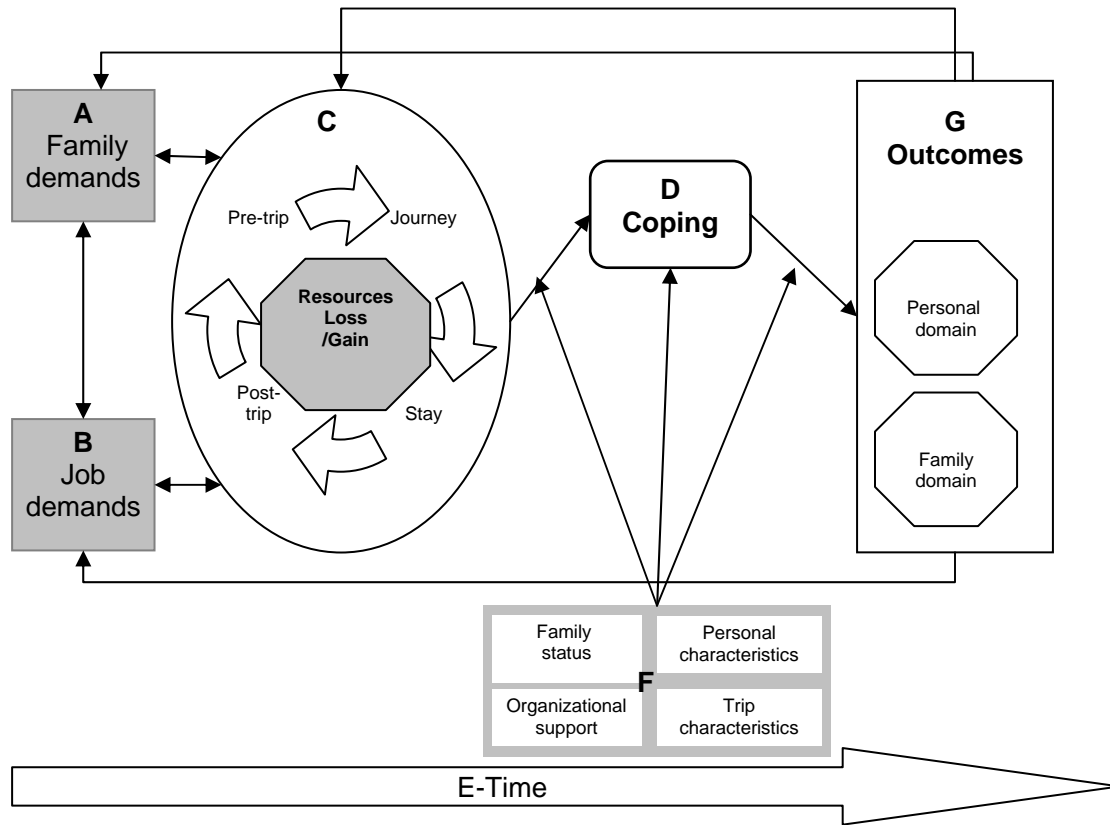 A
Family
demands
B
Job
demands
C
Pre-trip
Journey
Resources
Loss
/Gain
Post-
trip
Stay
D
Coping
G
Outcomes
Personal
domain
Family
domain
Family
status
Personal
characteristics
F
Organizational
support
Trip
characteristics
E-Time